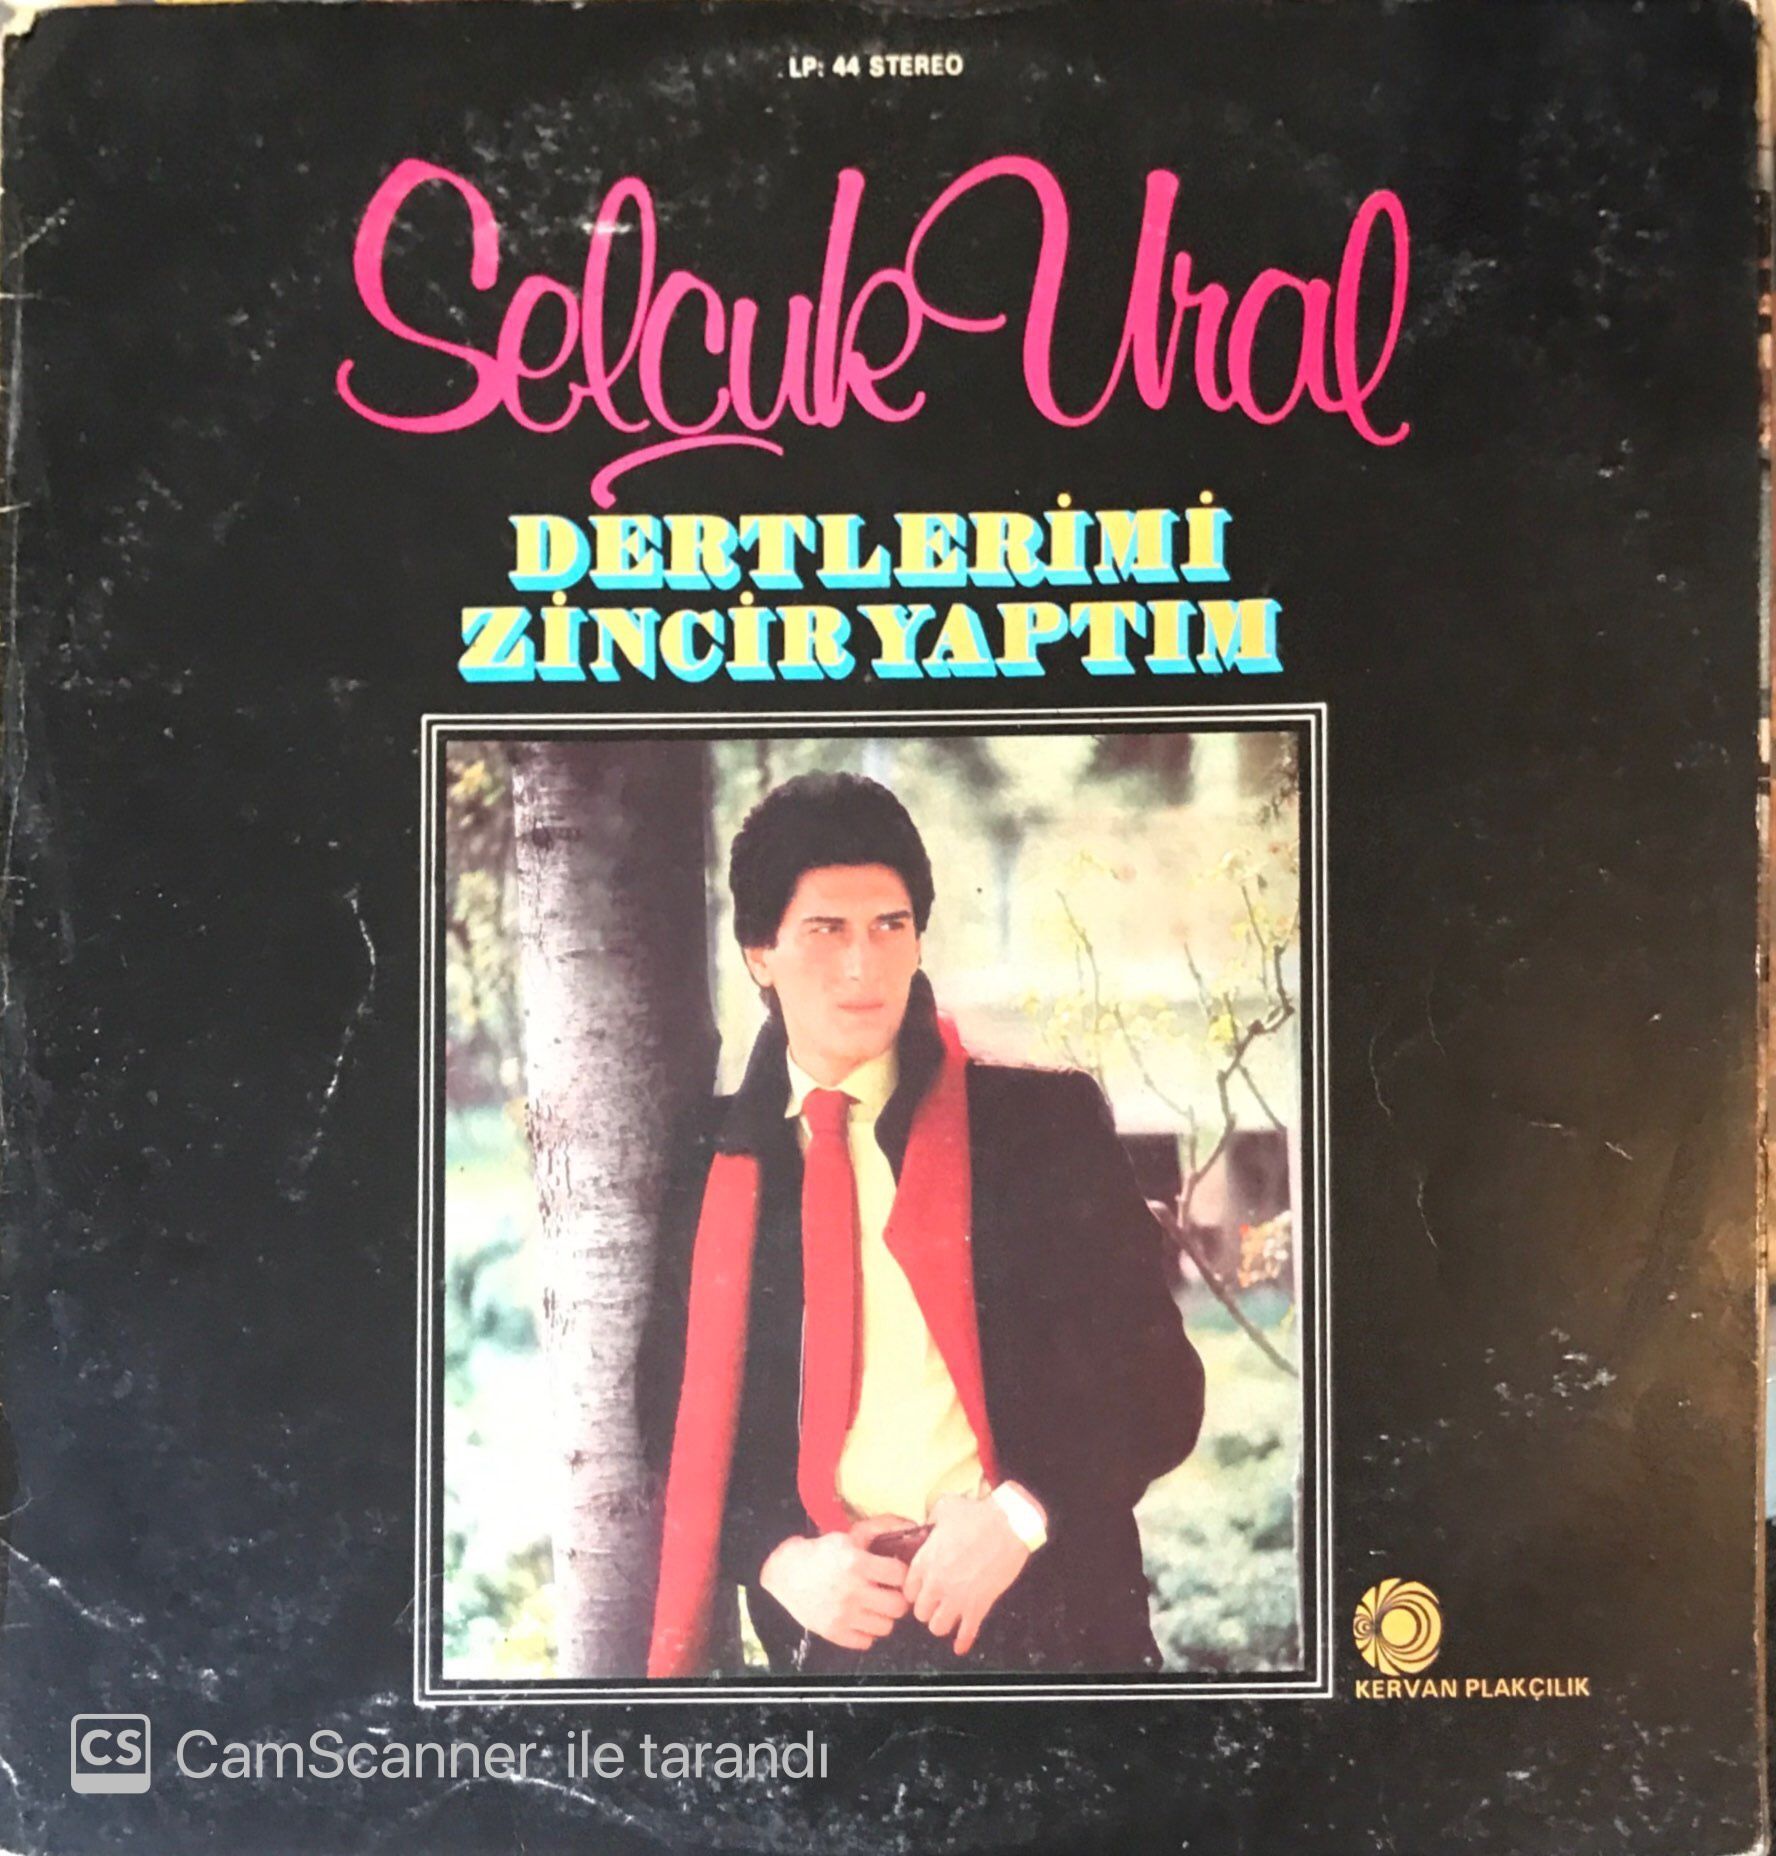 LP: 44 STEREO
Selçuk Ural
DERTLERİMİ
ZİNCİR YAPTIM
KERVAN PLAKÇILIK
CS CamScanner ile tarandı